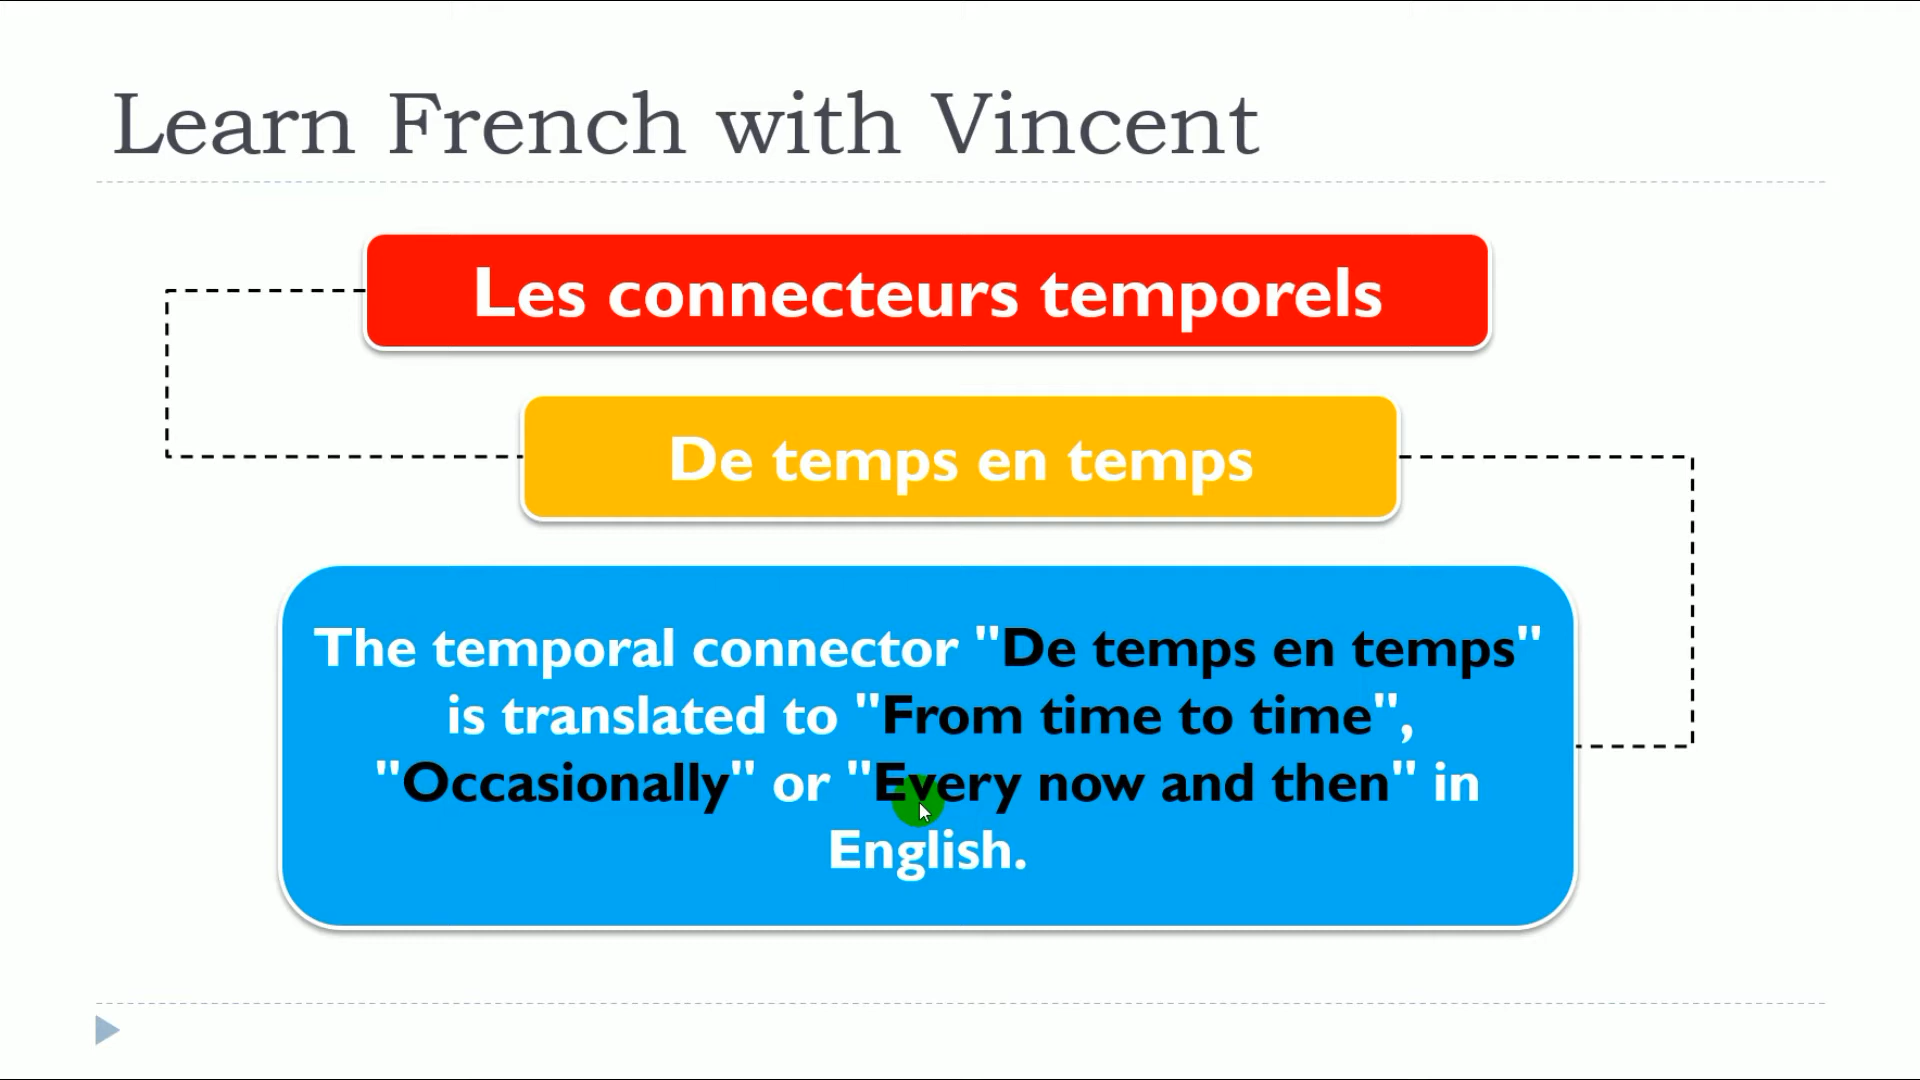 Learn French with Vincent
Les connecteurs temporels
De temps en temps
The temporal connector "De temps en temps"
is translated to "From time to time",
"Occasionally" or "Every now and then" in
English.